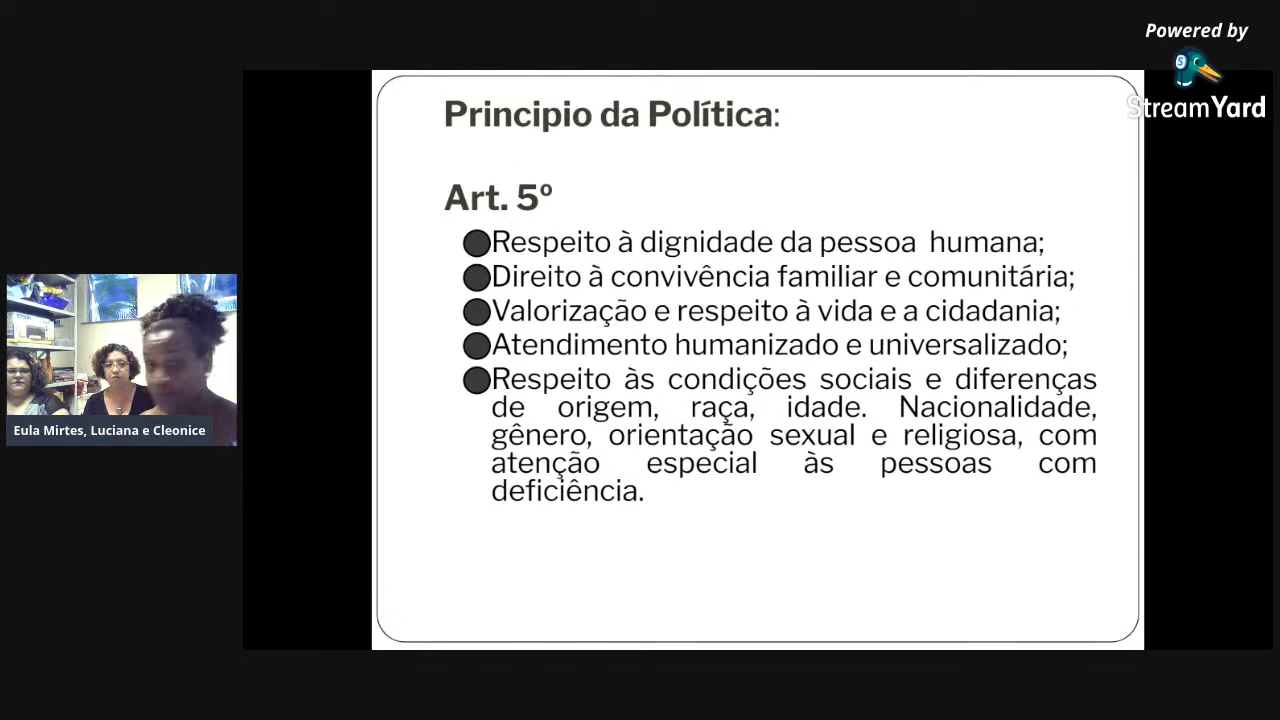 Powered by
StreamYard
Principio da Política:
Art. 5º
Respeito à dignidade da pessoa humana;
Direito à convivência familiar e comunitária;
Valorização e respeito à vida e a cidadania;
Atendimento humanizado e universalizado;
Respeito às condições sociais e diferenças
de origem, raça, idade. Nacionalidade,
gênero, orientação sexual e religiosa, com
atenção especial às pessoas com
deficiência.
Eula Mirtes, Luciana e Cleonice